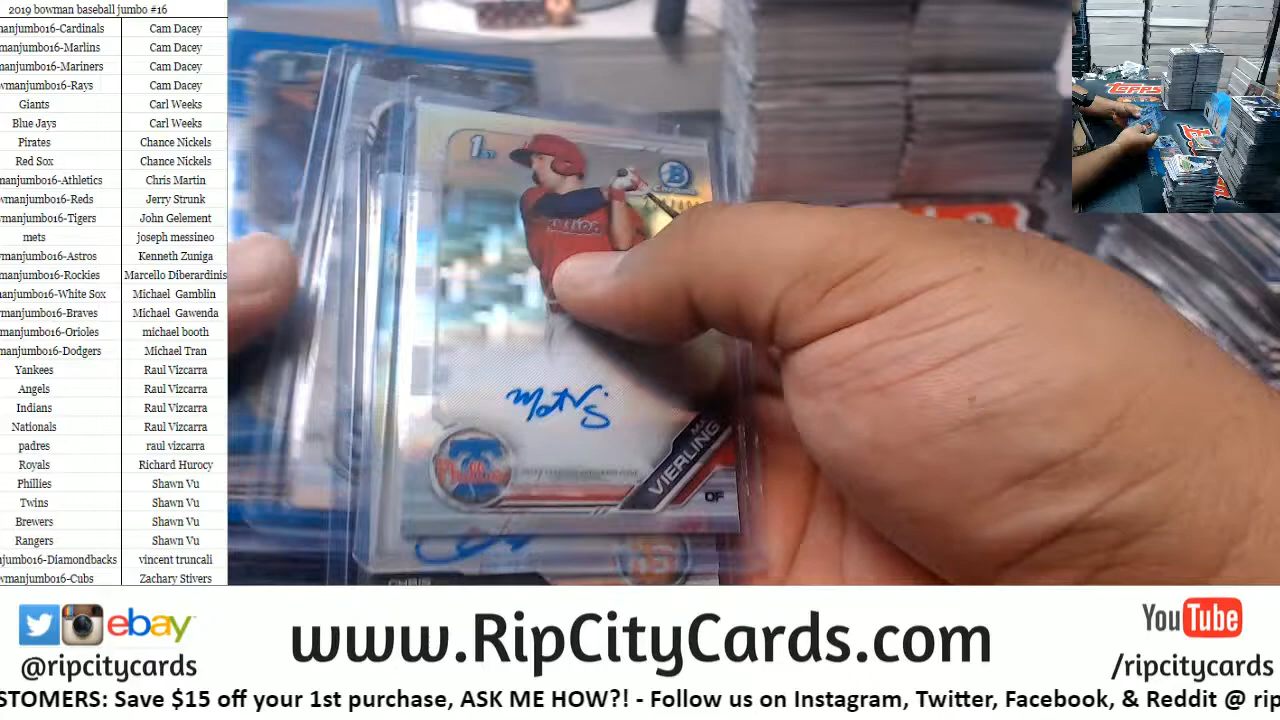 2019 bowman baseball jumbo #16
manjumbo16-Cardinals Cam Dacey
manjumbo16-Marlins Cam Dacey
manjumbo16-Mariners Cam Dacey
wmanjumbo16-Rays Cam Dacey
Giants Carl Weeks
Blue Jays Carl Weeks
Pirates Chance Nickels
Red Sox Chance Nickels
manjumbo16-Athletics Chris Martin
wmanjumbo16-Reds Jerry Strunk
wmanjumbo16-Tigers John Gelement
mets joseph messineo
manjumbo16-Astros Kenneth Zuniga
manjumbo16-Rockies Marcello Diberardinis
manjumbo16-White Sox Michael Gamblin
manjumbo16-Braves Michael Gawenda
manjumbo16-Orioles michael booth
manjumbo16-Dodgers Michael Tran
Yankees Raul Vizcarra
Angels Raul Vizcarra
Indians Raul Vizcarra
Nationals Raul Vizcarra
padres raul vizcarra
Royals Richard Hurocy
Phillies Shawn Vu
Twins Shawn Vu
Brewers Shawn Vu
Rangers Shawn Vu
njumbo16-Diamondbacks vincent truncali
wmanjumbo16-Cubs Zachary Stivers
1st
B
CHROME
Phillies
VIERLING
OF
CHRIS
TOPPS
ebay
@ripcitycards
www.RipCityCards.com
YouTube
/ripcitycards
STOMERS: Save $15 off your 1st purchase, ASK ME HOW?! - Follow us on Instagram, Twitter, Facebook, & Reddit @ rip